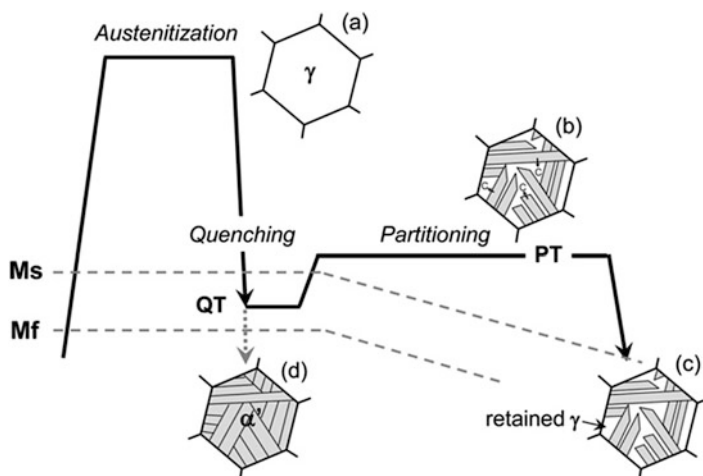 Austenitization
(a)
γ
(b)
C
C
C
Quenching
Partitioning
Ms
QT
PT
Mf
(d)
α'
(c)
retained γ